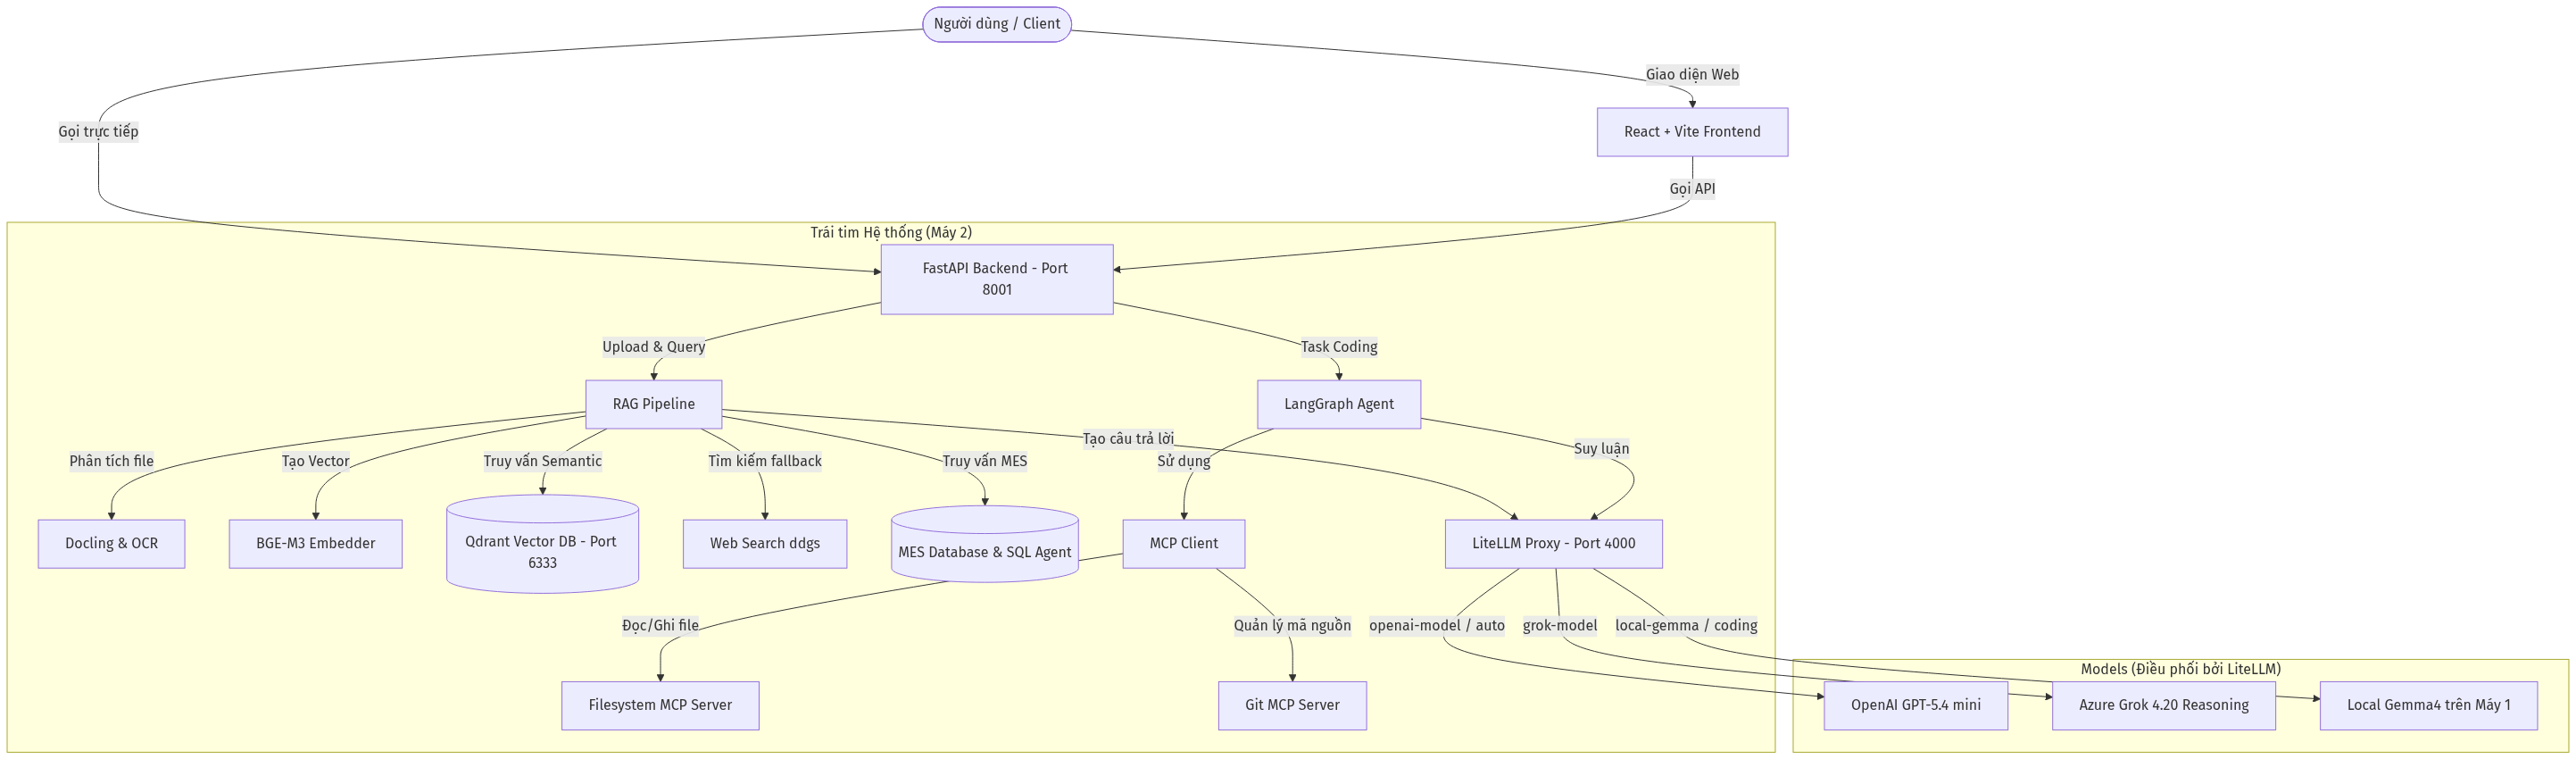 Người dùng / Client
Giao diện Web
Gọi trực tiếp
React + Vite Frontend
Gọi API
Trái tim Hệ thống (Máy 2)
FastAPI Backend - Port
8001
Upload & Query
Task Coding
RAG Pipeline
LangGraph Agent
Phân tích file
Tạo Vector
Truy vấn Semantic
Tìm kiếm fallback
Truy vấn MES
Tạo câu trả lời
Sử dụng
Suy luận
Docling & OCR
BGE-M3 Embedder
Qdrant Vector DB - Port
6333
Web Search ddgs
MES Database & SQL Agent
MCP Client
LiteLLM Proxy - Port 4000
Đọc/Ghi file
Quản lý mã nguồn
openai-model / auto
grok-model
local-gemma / coding
Models (Điều phối bởi LiteLLM)
Filesystem MCP Server
Git MCP Server
OpenAI GPT-5.4 mini
Azure Grok 4.20 Reasoning
Local Gemma4 trên Máy 1